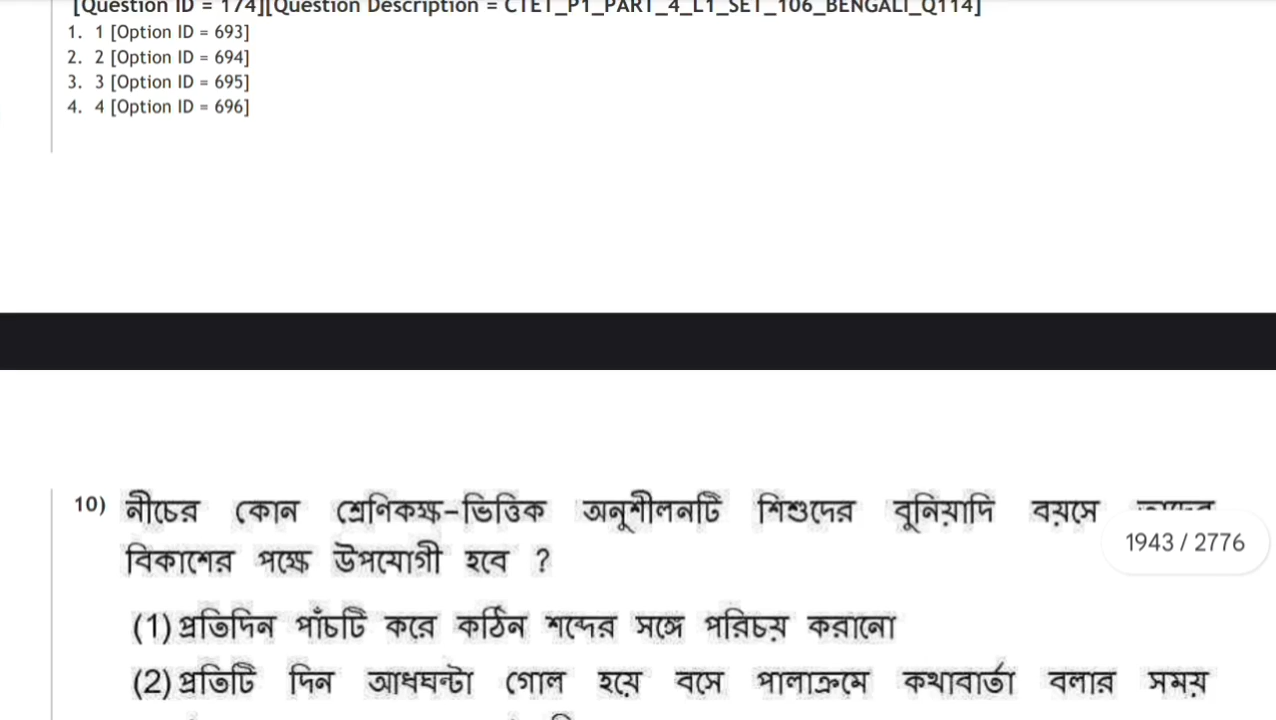 [Question ID = 174][Question Description = CTET_P1_PART_4_L1_SET_106_BENGALI_Q114]
1. 1 [Option ID = 693]
2. 2 [Option ID = 694]
3. 3 [Option ID = 695]
4. 4 [Option ID = 696]
10) নীচের কোন শ্রেণিকক্ষ-ভিত্তিক অনুশীলনটি শিশুদের বুনিয়াদি বয়সে
1943 / 2776
বিকাশের পক্ষে উপযোগী হবে ?
(1) প্রতিদিন পাঁচটি করে কঠিন শব্দের সঙ্গে পরিচয় করানো
(2) প্রতিটি দিন আধঘন্টা গোল হয়ে বসে পালাক্রমে কথাবার্তা বলার সময়